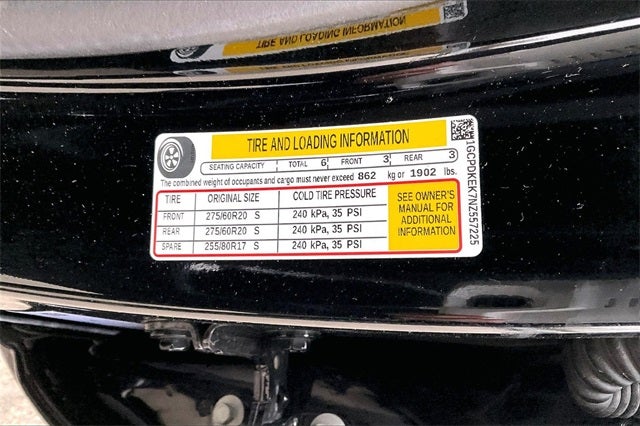 TIRE AND LOADING INFORMATION
TIRE AND LOADING INFORMATION
SEATING CAPACITY TOTAL 6 FRONT 3 REAR 3
The combined weight of occupants and cargo must never exceed 862 kg or 1902 lbs.
TIRE ORIGINAL SIZE COLD TIRE PRESSURE
FRONT 275/60R20 S 240 kPa, 35 PSI
REAR 275/60R20 S 240 kPa, 35 PSI
SPARE 255/80R17 S 240 kPa, 35 PSI
SEE OWNER'S
MANUAL FOR
ADDITIONAL
INFORMATION
1GCPDKEK7NZ557225